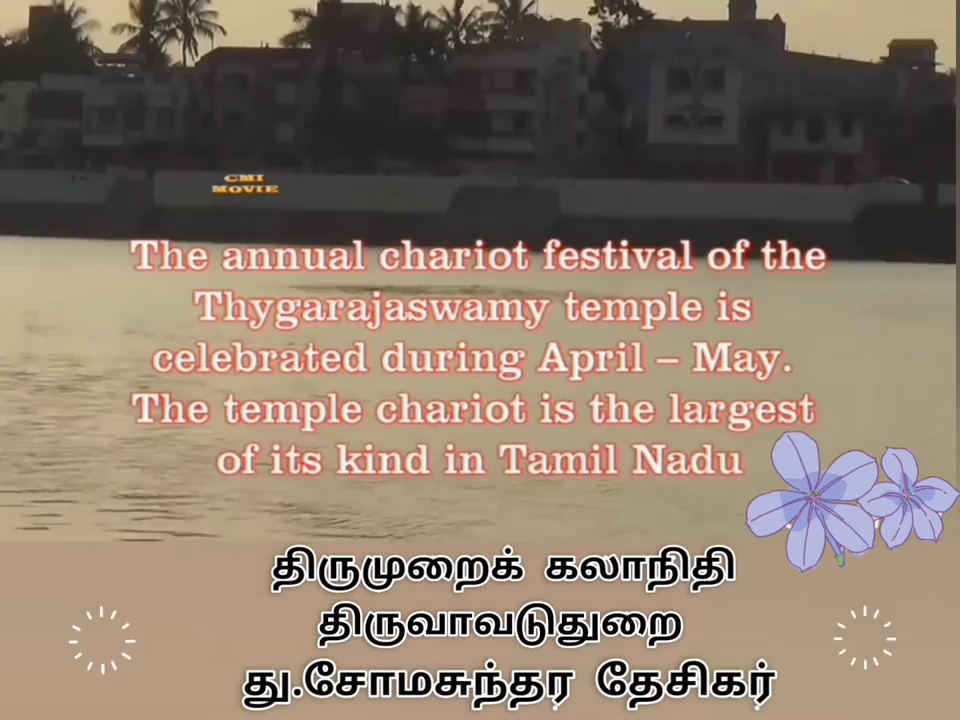 CMI
MOVIE
The annual chariot festival of the
Thygarajaswamy temple is
celebrated during April – May.
The temple chariot is the largest
of its kind in Tamil Nadu
திருமுறைக் கலாநிதி
திருவாவடுதுறை
து.சோமசுந்தர தேசிகர்